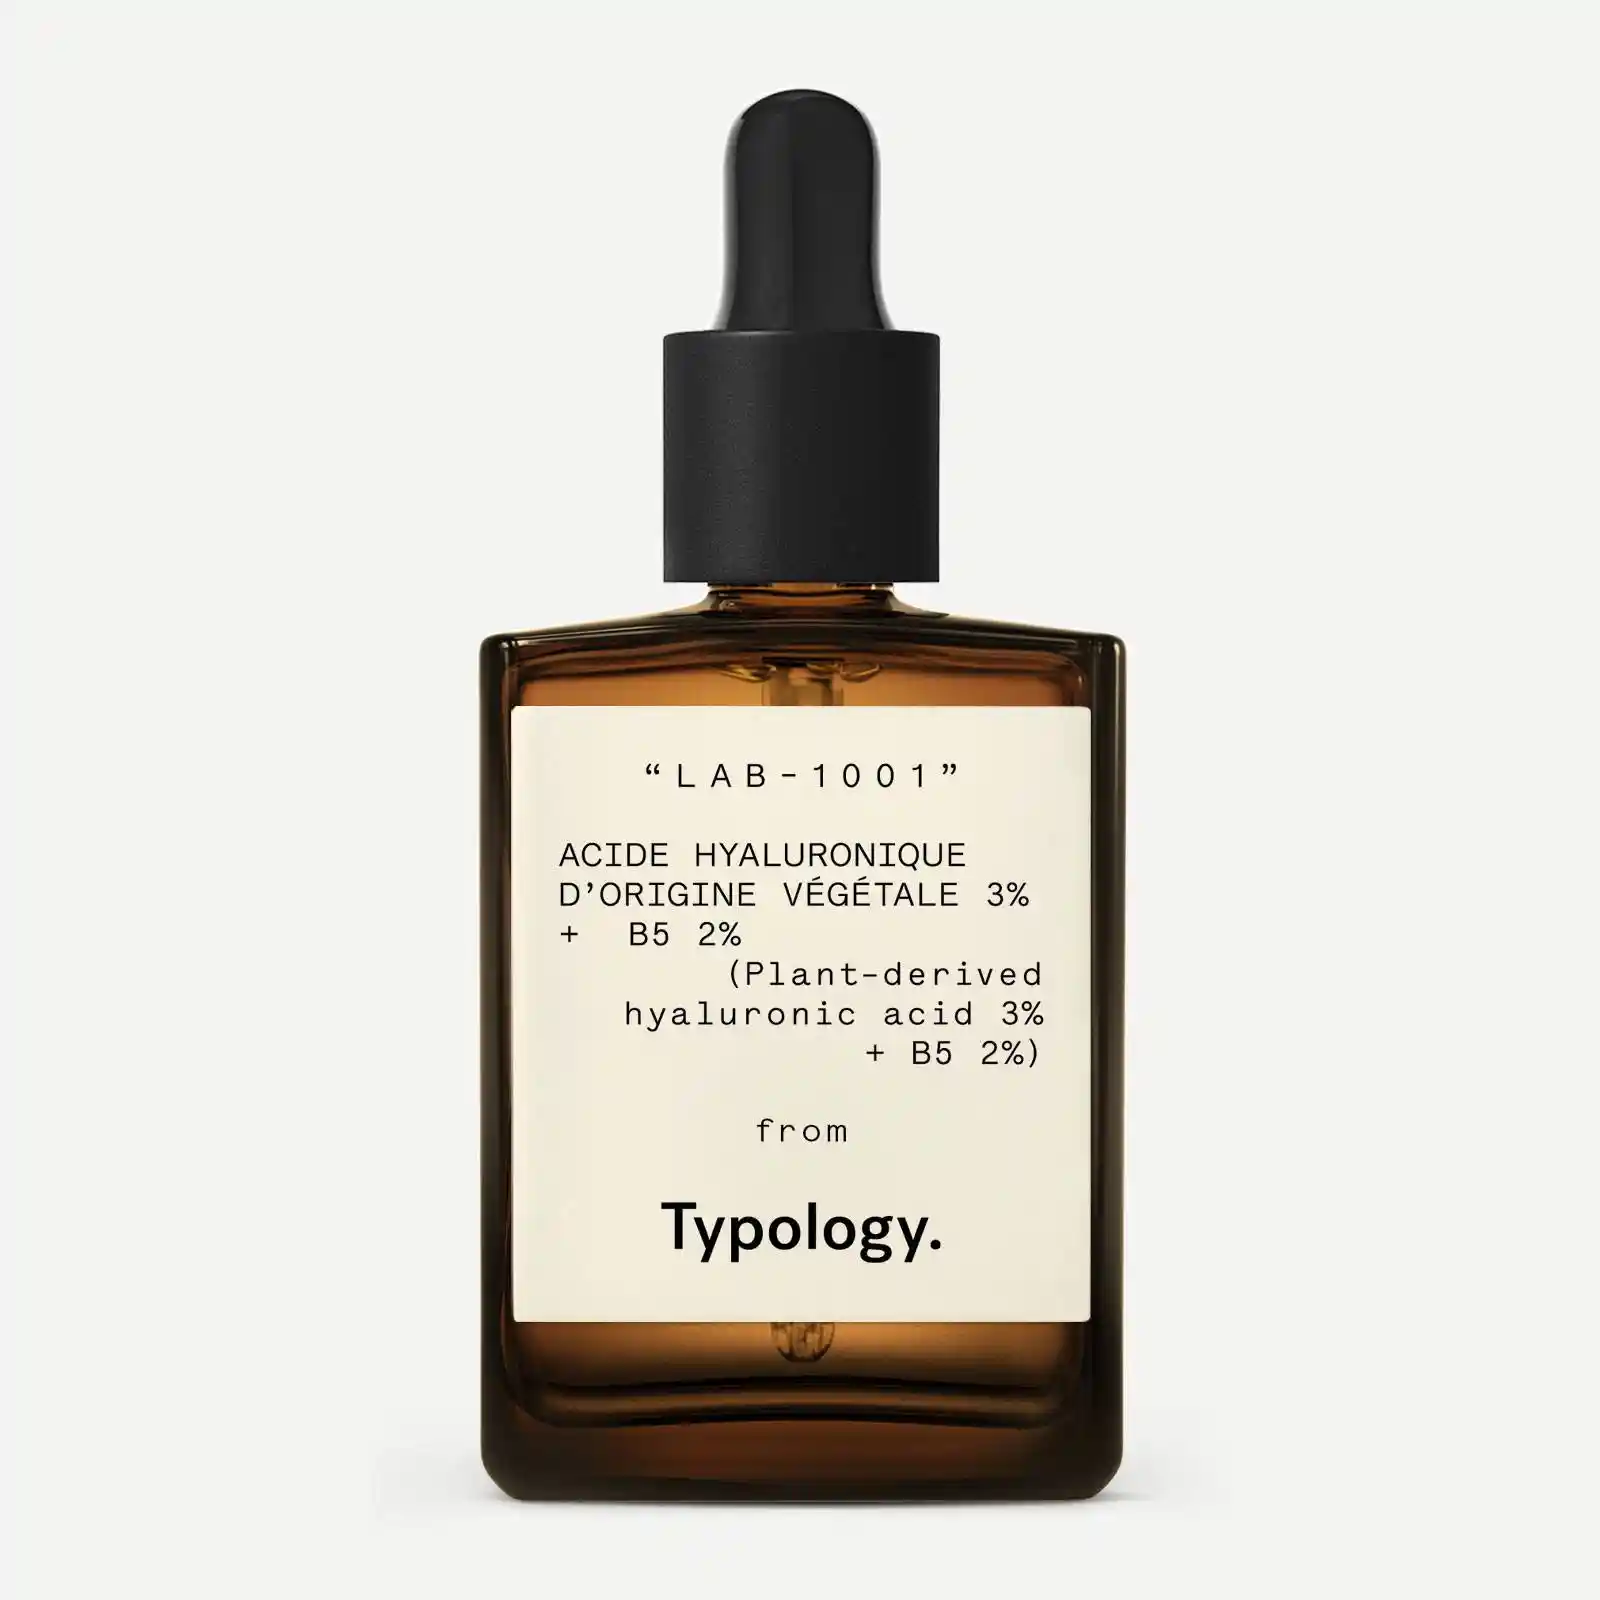 “LAB-1001”
ACIDE HYALURONIQUE
D’ORIGINE VÉGÉTALE 3%
+ B5 2%
(Plant-derived
hyaluronic acid 3%
+ B5 2%)
from
Typology.